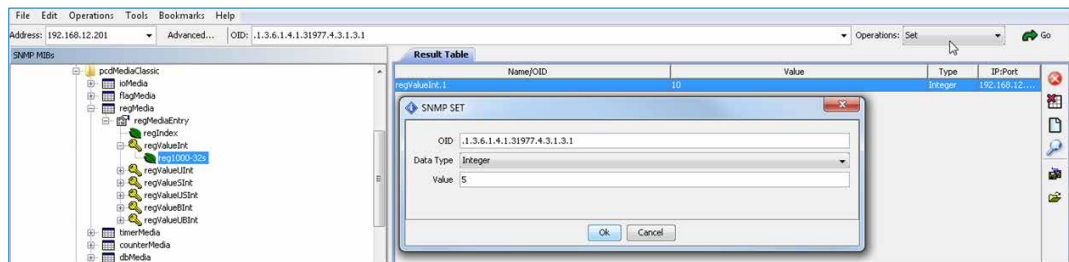 File Edit Operations Tools Bookmarks Help
Address: 192.168.12.201 Advanced... OID: .1.3.6.1.4.1.31977.4.3.1.3.1 Operations: Set Go
SNMP MIBs
Result Table
Name/OID Value Type IP:Port
regValueInt.1 10 Integer 192.168.12....
pcdMediaClassic
ioMedia
flagMedia
regMedia
regMediaEntry
regIndex
regValueInt
reg1000-32s
regValueUInt
regValueSInt
regValueUSInt
regValueBInt
regValueUBInt
timerMedia
counterMedia
dbMedia
SNMP SET
OID .1.3.6.1.4.1.31977.4.3.1.3.1
Data Type Integer
Value 5
Ok Cancel